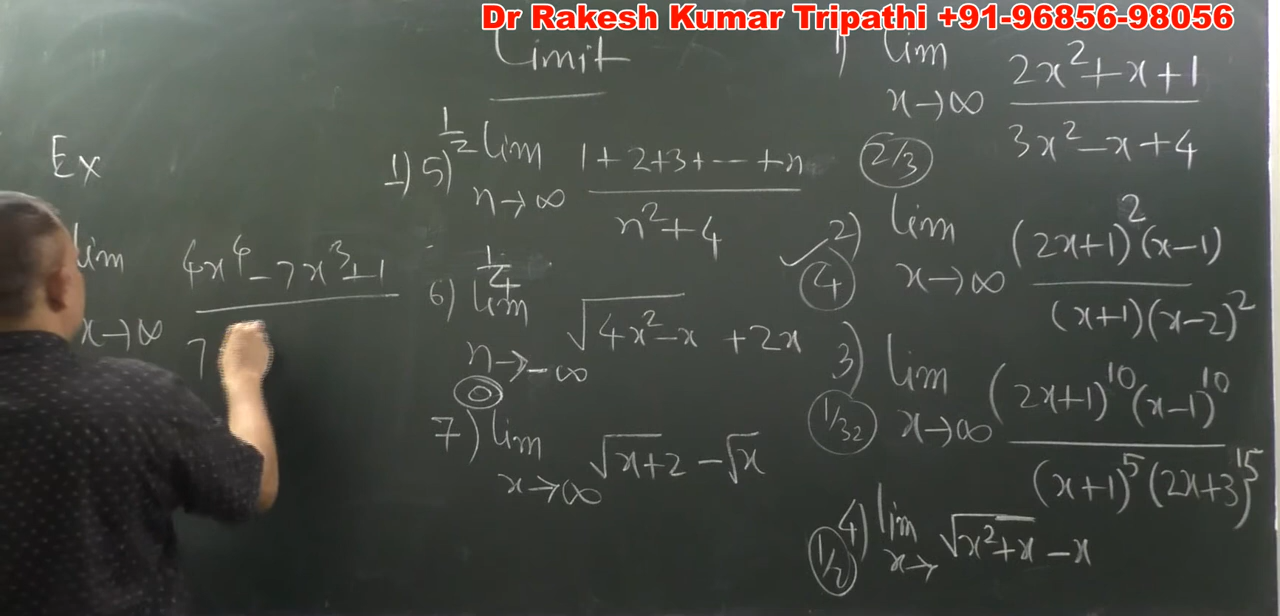 Dr Rakesh Kumar Tripathi +91-96856-98056
Limit
Ex
lim x→∞ (4x⁴ - 7x³ + 1) / 7
1) 5) lim n→∞ (1 + 2 + 3 + --- + n) / (n² + 4)
1/2
6) lim n→-∞ √(4x² - x) + 2x
1/4
7) lim x→∞ √(x+2) - √x
0
1) lim x→∞ (2x² + x + 1) / (3x² - x + 4)
2/3
2) lim x→∞ (2x+1)² (x-1) / (x+1)(x-2)²
4
3) lim x→∞ (2x+1)¹⁰ (x-1)¹⁰ / (x+1)⁵ (2x+3)¹⁵
1/32
4) lim x→ √(x² + x) - x
1/2